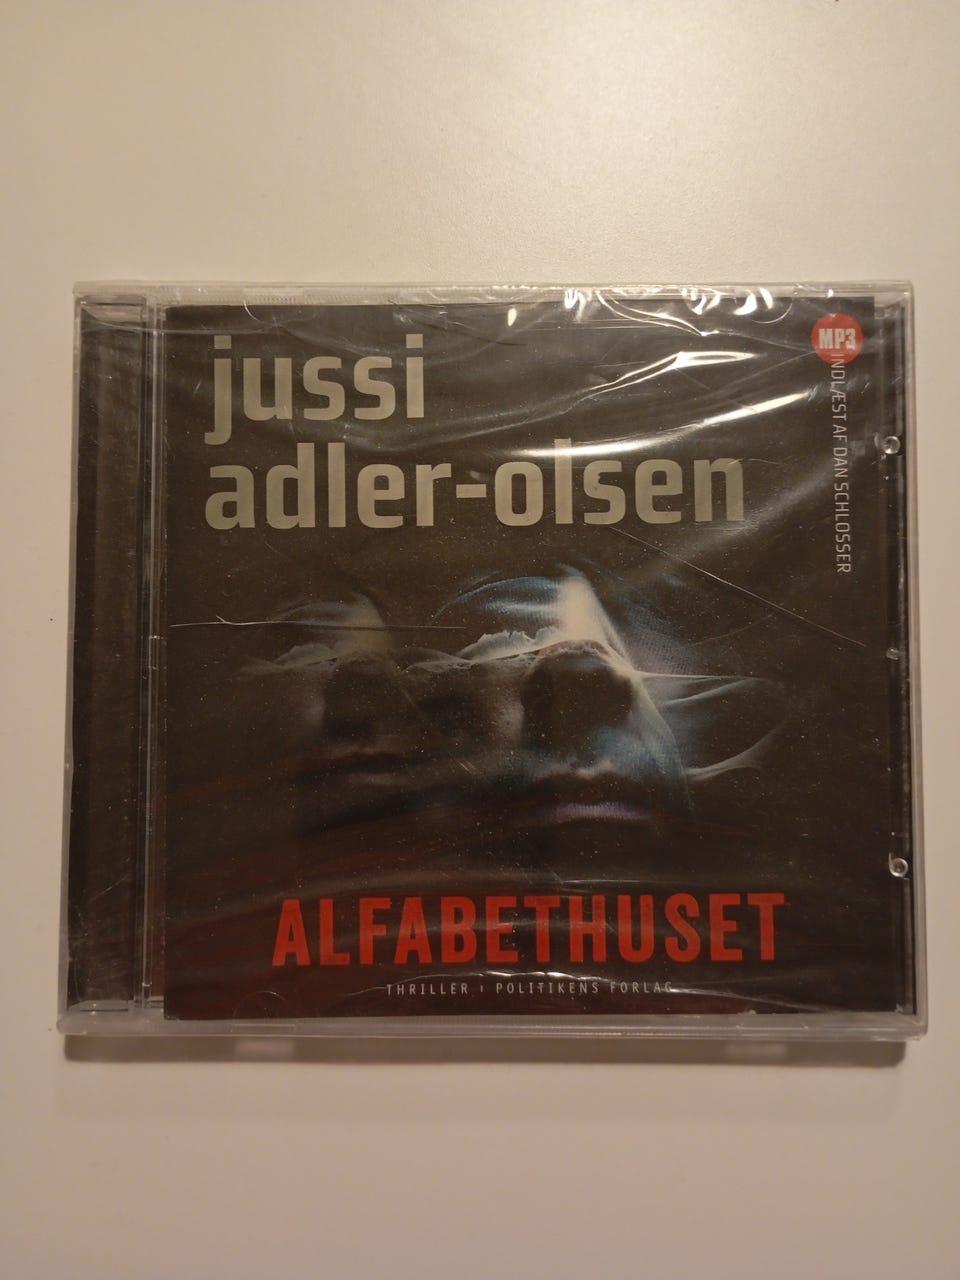 jussi
adler-olsen
MP3
INDLÆST AF DAN SCHLOSSER
ALFABETHUSET
THRILLER I POLITIKENS FORLAG